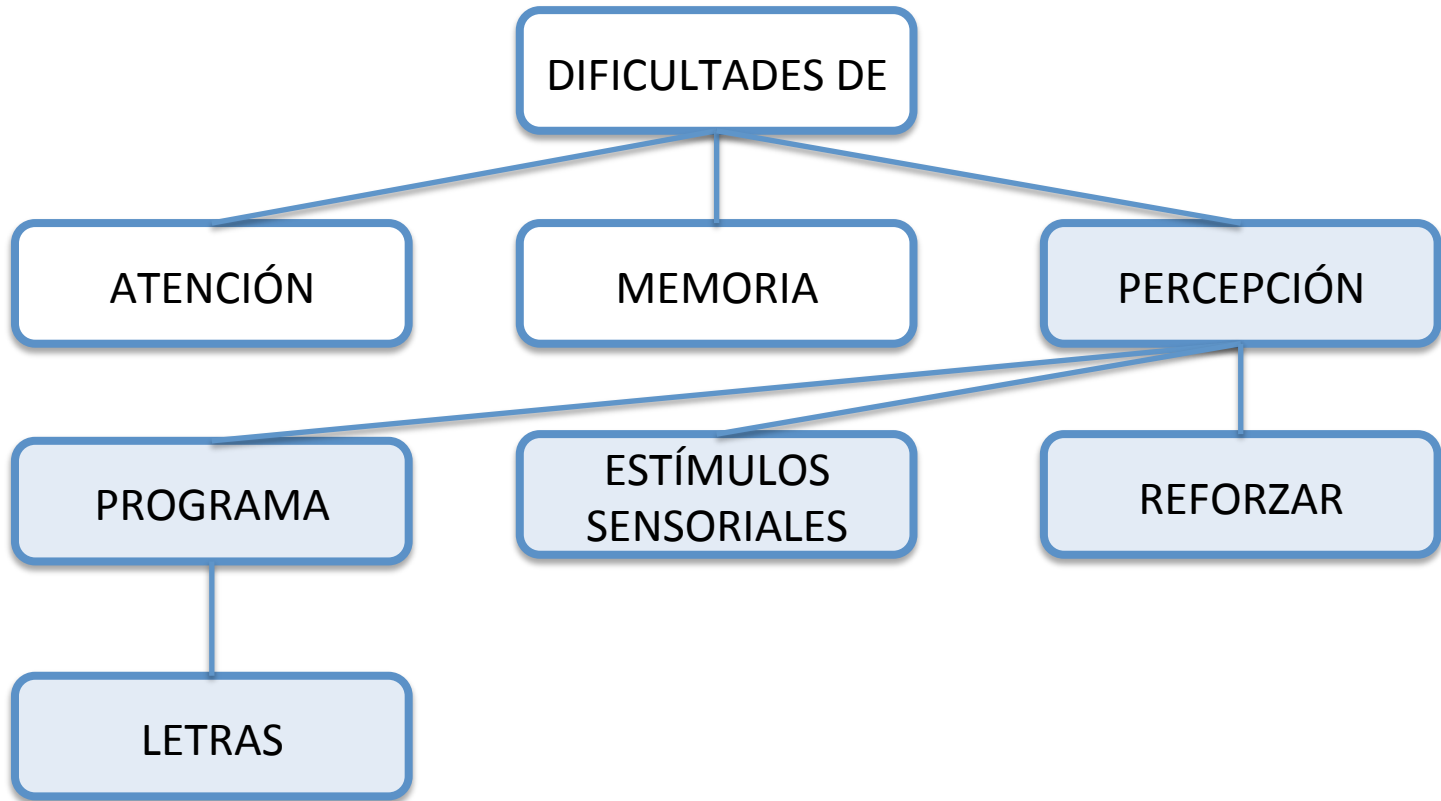 DIFICULTADES DE
ATENCIÓN
MEMORIA
PERCEPCIÓN
PROGRAMA
ESTÍMULOS
SENSORIALES
REFORZAR
LETRAS